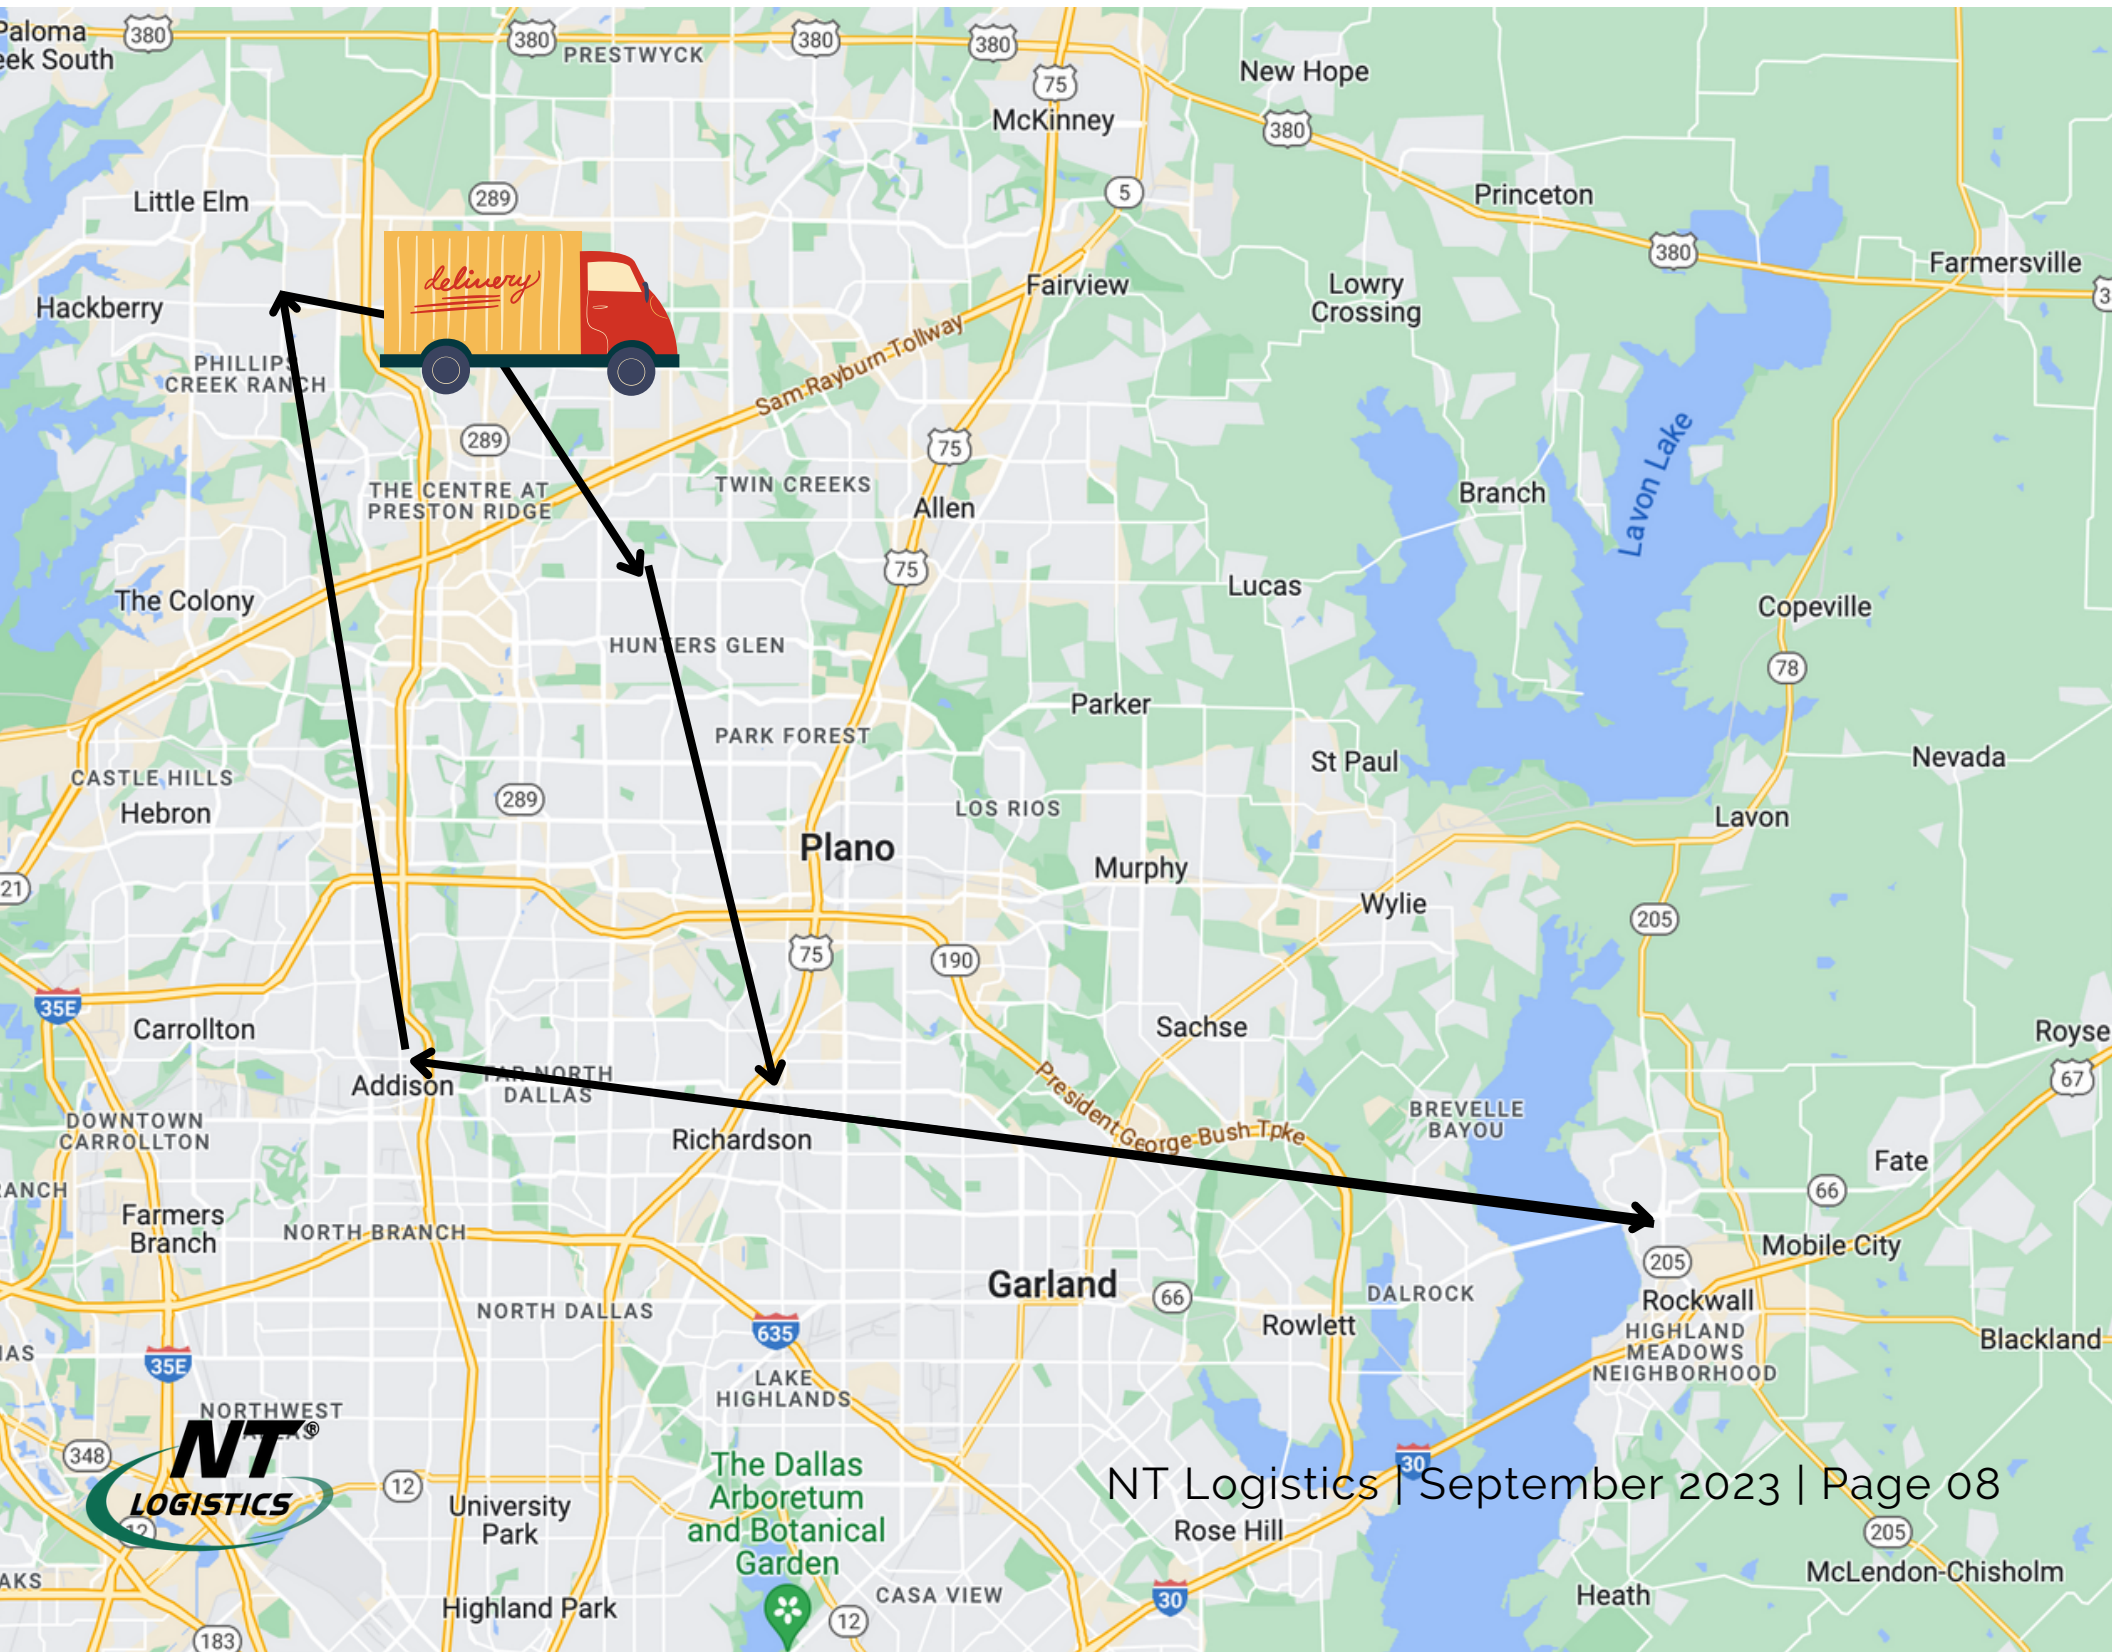 Paloma
380
380
PRESTWYCK
380
380
75
McKinney
New Hope
380
Little Elm
289
5
Princeton
380
Farmersville
Hackberry
delivery
Fairview
Lowry
Crossing
PHILLIPS
CREEK RANCH
Sam Rayburn Tollway
289
75
THE CENTRE AT
PRESTON RIDGE
TWIN CREEKS
Allen
Branch
Lavon Lake
75
The Colony
Lucas
Copeville
HUNTERS GLEN
78
Parker
PARK FOREST
St Paul
Nevada
CASTLE HILLS
Hebron
289
LOS RIOS
Lavon
Plano
Murphy
21
Wylie
205
75
190
35E
Carrollton
Sachse
Royse
Addison
FAR NORTH
DALLAS
President George Bush Tpke
67
DOWNTOWN
CARROLLTON
Richardson
BREVELLE
BAYOU
Fate
RANCH
66
Farmers
Branch
NORTH BRANCH
Mobile City
205
Garland
66
DALROCK
Rockwall
NORTH DALLAS
635
Rowlett
HIGHLAND
MEADOWS
NEIGHBORHOOD
Blackland
35E
LAKE
HIGHLANDS
NORTHWEST
NT®
LOGISTICS
348
12
12
University
Park
The Dallas
Arboretum
and Botanical
Garden
30
NT Logistics | September 2023 | Page 08
Rose Hill
205
McLendon-Chisholm
Heath
CASA VIEW
30
12
Highland Park
183